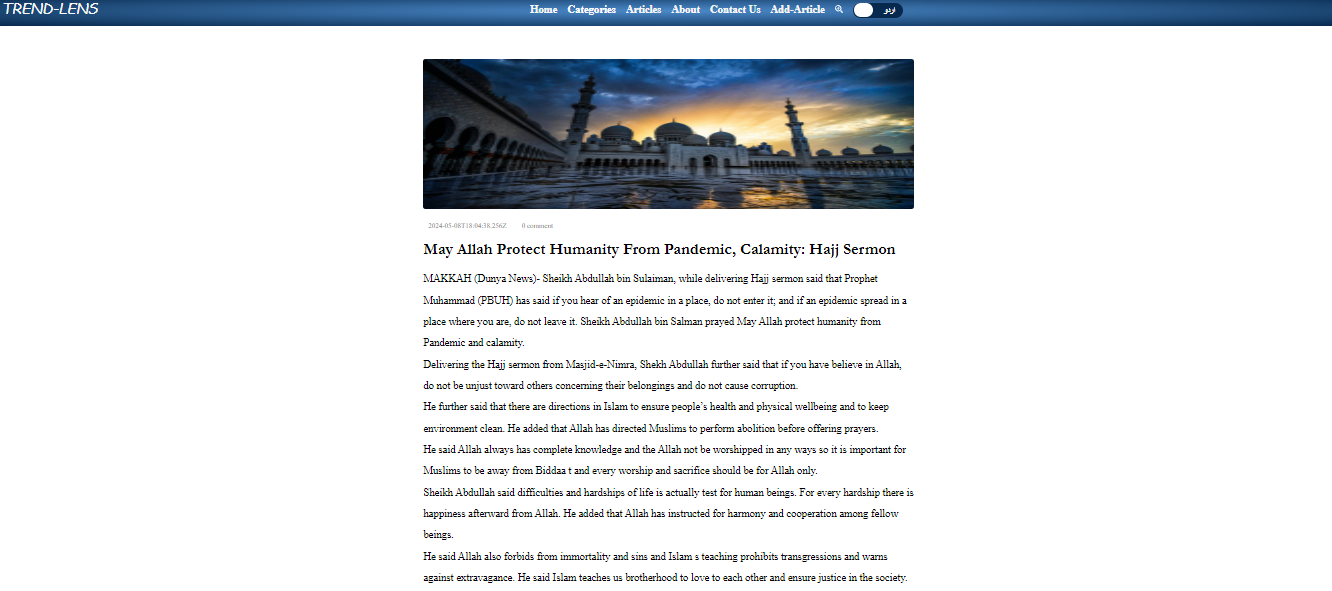 TREND-LENS
Home Categories Articles About Contact Us Add-Article اردو
2024-05-08T18:04:38.256Z 0 comment
May Allah Protect Humanity From Pandemic, Calamity: Hajj Sermon
MAKKAH (Dunya News)- Sheikh Abdullah bin Sulaiman, while delivering Hajj sermon said that Prophet
Muhammad (PBUH) has said if you hear of an epidemic in a place, do not enter it; and if an epidemic spread in a
place where you are, do not leave it. Sheikh Abdullah bin Salman prayed May Allah protect humanity from
Pandemic and calamity.
Delivering the Hajj sermon from Masjid-e-Nimra, Shekh Abdullah further said that if you have believe in Allah,
do not be unjust toward others concerning their belongings and do not cause corruption.
He further said that there are directions in Islam to ensure people’s health and physical wellbeing and to keep
environment clean. He added that Allah has directed Muslims to perform abolition before offering prayers.
He said Allah always has complete knowledge and the Allah not be worshipped in any ways so it is important for
Muslims to be away from Biddaa t and every worship and sacrifice should be for Allah only.
Sheikh Abdullah said difficulties and hardships of life is actually test for human beings. For every hardship there is
happiness afterward from Allah. He added that Allah has instructed for harmony and cooperation among fellow
beings.
He said Allah also forbids from immortality and sins and Islam s teaching prohibits transgressions and warns
against extravagance. He said Islam teaches us brotherhood to love to each other and ensure justice in the society.